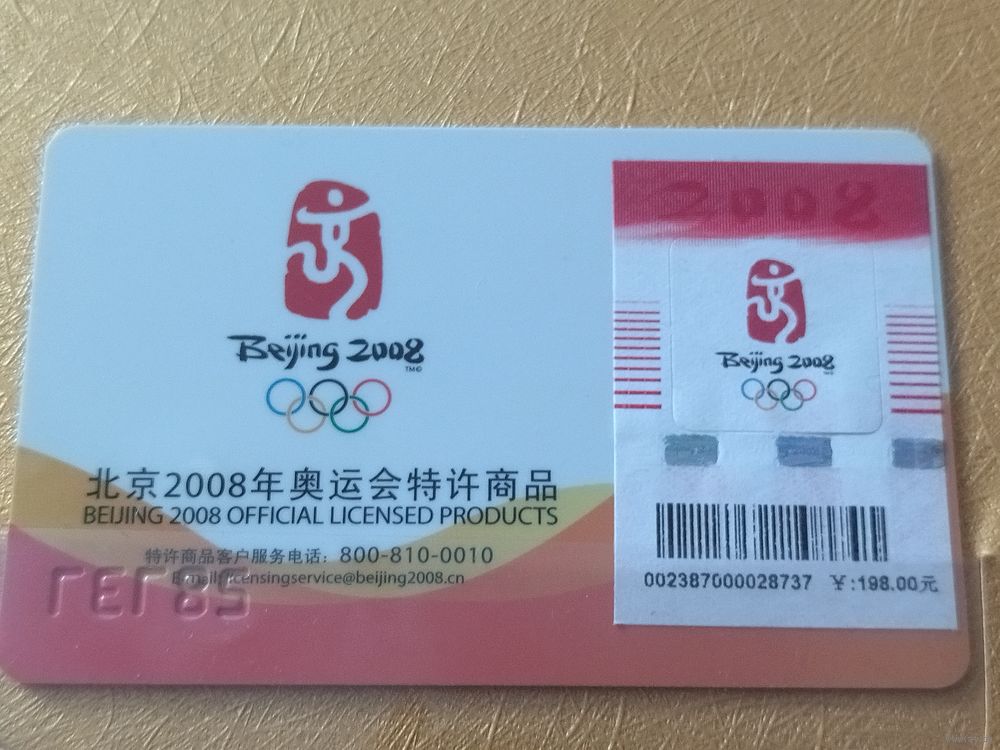 Beijing 2008
TM©
北京2008年奥运会特许商品
BEIJING 2008 OFFICIAL LICENSED PRODUCTS
特许商品客户服务电话：800-810-0010
E-mail: licensingservice@beijing2008.cn
2008
Beijing 2008
002387000028737 ￥:198.00元